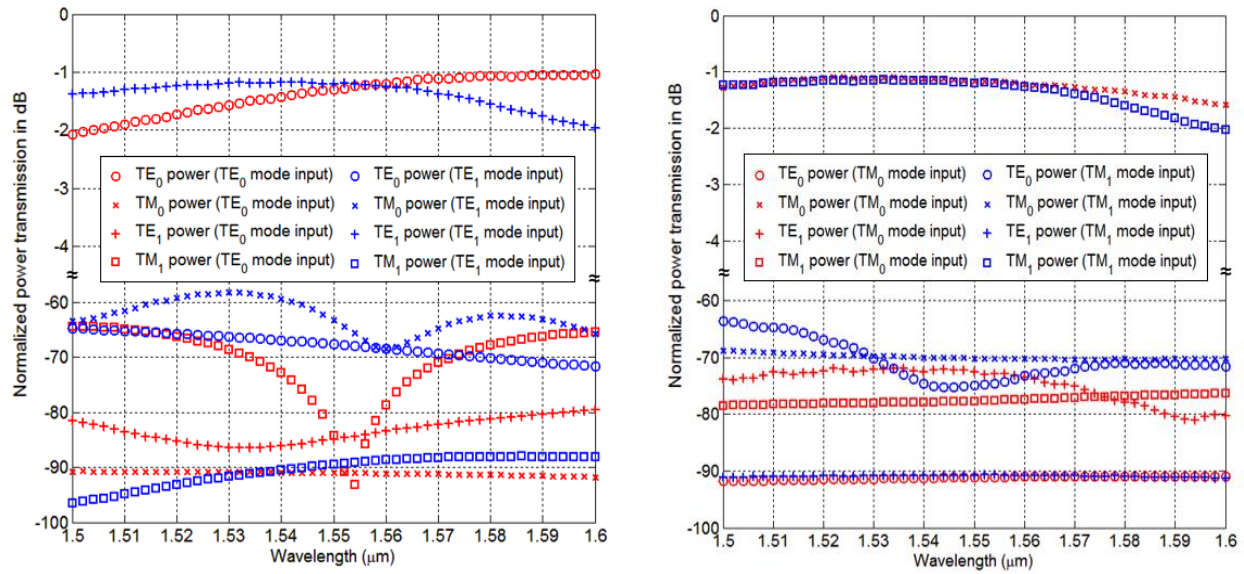 Normalized power transmission in dB
0
-1
-2
-3
-4
≈ ≈
-60
-70
-80
-90
-100
TE0 power (TE0 mode input) TE0 power (TE1 mode input)
TM0 power (TE0 mode input) TM0 power (TE1 mode input)
TE1 power (TE0 mode input) TE1 power (TE1 mode input)
TM1 power (TE0 mode input) TM1 power (TE1 mode input)
1.5 1.51 1.52 1.53 1.54 1.55 1.56 1.57 1.58 1.59 1.6
Wavelength (μm)
Normalized power transmission in dB
0
-1
-2
-3
-4
≈ ≈
-60
-70
-80
-90
-100
TE0 power (TM0 mode input) TE0 power (TM1 mode input)
TM0 power (TM0 mode input) TM0 power (TM1 mode input)
TE1 power (TM0 mode input) TE1 power (TM1 mode input)
TM1 power (TM0 mode input) TM1 power (TM1 mode input)
1.5 1.51 1.52 1.53 1.54 1.55 1.56 1.57 1.58 1.59 1.6
Wavelength (μm)